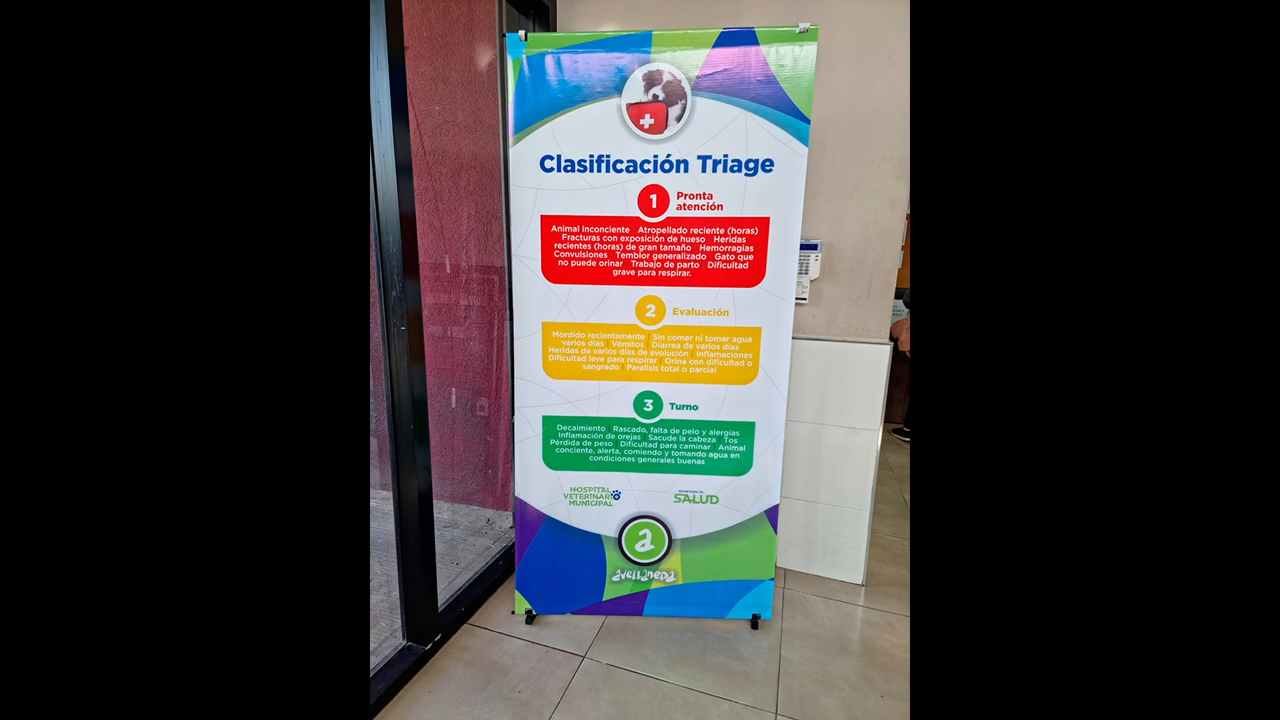 Clasificación Triage
1 Pronta
atención
Animal inconciente Atropellado reciente (horas)
Fracturas con exposición de hueso Heridas
recientes (horas) de gran tamaño Hemorragias
Convulsiones Temblor generalizado Gato que
no puede orinar Trabajo de parto Dificultad
grave para respirar.
2 Evaluación
Mordido recientemente Sin comer ni tomar agua
varios días Vómitos Diarrea de varios días
Heridas de varios días de evolución Inflamaciones
Dificultad leve para respirar Orina con dificultad o
sangrado Paralisis total o parcial
3 Turno
Decaimiento Rascado, falta de pelo y alergias
Inflamación de orejas Sacude la cabeza Tos
Pérdida de peso Dificultad para caminar Animal
conciente, alerta, comiendo y tomando agua en
condiciones generales buenas
HOSPITAL
VETERINARIO
MUNICIPAL
SECRETARÍA DE
SALUD
a
avellaneda